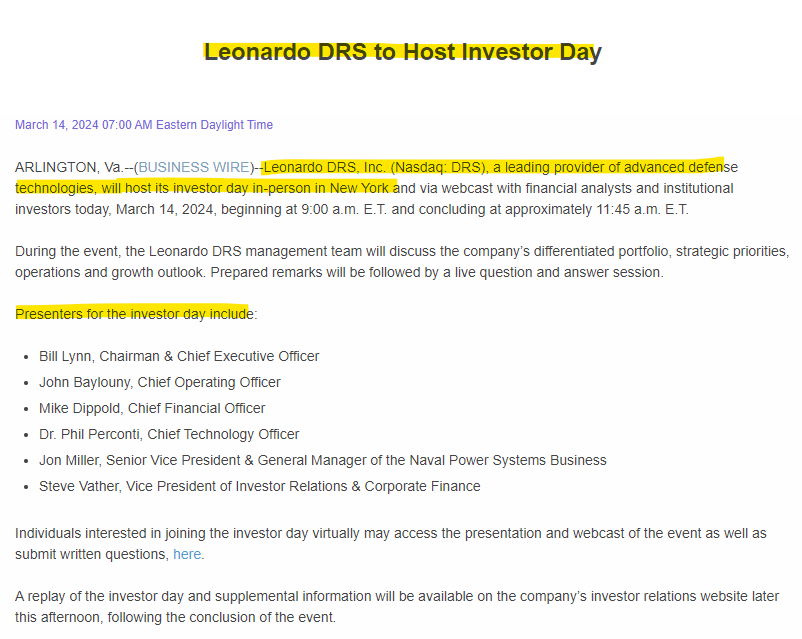 Leonardo DRS to Host Investor Day
March 14, 2024 07:00 AM Eastern Daylight Time
ARLINGTON, Va.--(BUSINESS WIRE)--Leonardo DRS, Inc. (Nasdaq: DRS), a leading provider of advanced defense
technologies, will host its investor day in-person in New York and via webcast with financial analysts and institutional
investors today, March 14, 2024, beginning at 9:00 a.m. E.T. and concluding at approximately 11:45 a.m. E.T.
During the event, the Leonardo DRS management team will discuss the company’s differentiated portfolio, strategic priorities,
operations and growth outlook. Prepared remarks will be followed by a live question and answer session.
Presenters for the investor day include:
• Bill Lynn, Chairman & Chief Executive Officer
• John Baylouny, Chief Operating Officer
• Mike Dippold, Chief Financial Officer
• Dr. Phil Perconti, Chief Technology Officer
• Jon Miller, Senior Vice President & General Manager of the Naval Power Systems Business
• Steve Vather, Vice President of Investor Relations & Corporate Finance
Individuals interested in joining the investor day virtually may access the presentation and webcast of the event as well as
submit written questions, here.
A replay of the investor day and supplemental information will be available on the company’s investor relations website later
this afternoon, following the conclusion of the event.